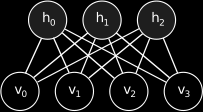 h₀ h₁ h₂
v₀ v₁ v₂ v₃